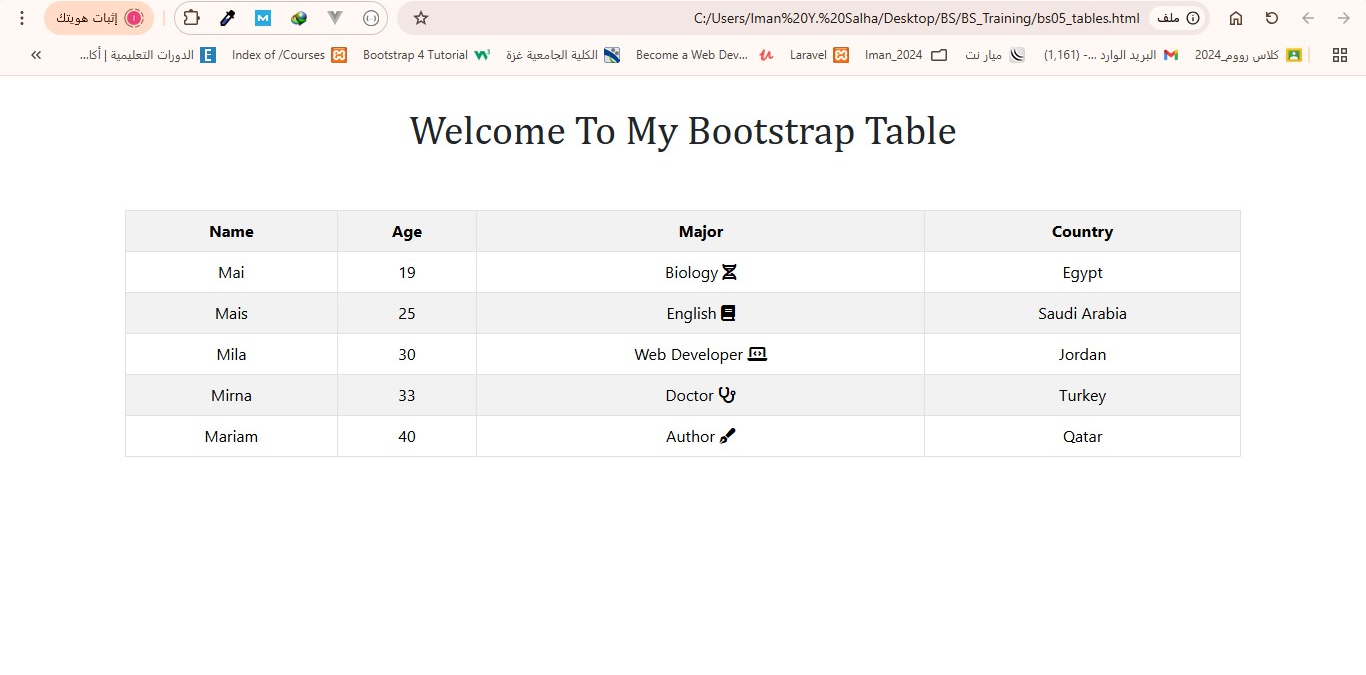 إثبات هويتك
C:/Users/Iman%20Y.%20Salha/Desktop/BS/BS_Training/bs05_tables.html
ملف
كلاس رووم_2024
البريد الوارد -... (1,161)
ميار نت
Iman_2024
Laravel
Become a Web Dev...
الكلية الجامعية غزة
Bootstrap 4 Tutorial
Index of /Courses
الدورات التعليمية | أكا...
Welcome To My Bootstrap Table
Name Age Major Country
Mai 19 Biology Egypt
Mais 25 English Saudi Arabia
Mila 30 Web Developer Jordan
Mirna 33 Doctor Turkey
Mariam 40 Author Qatar